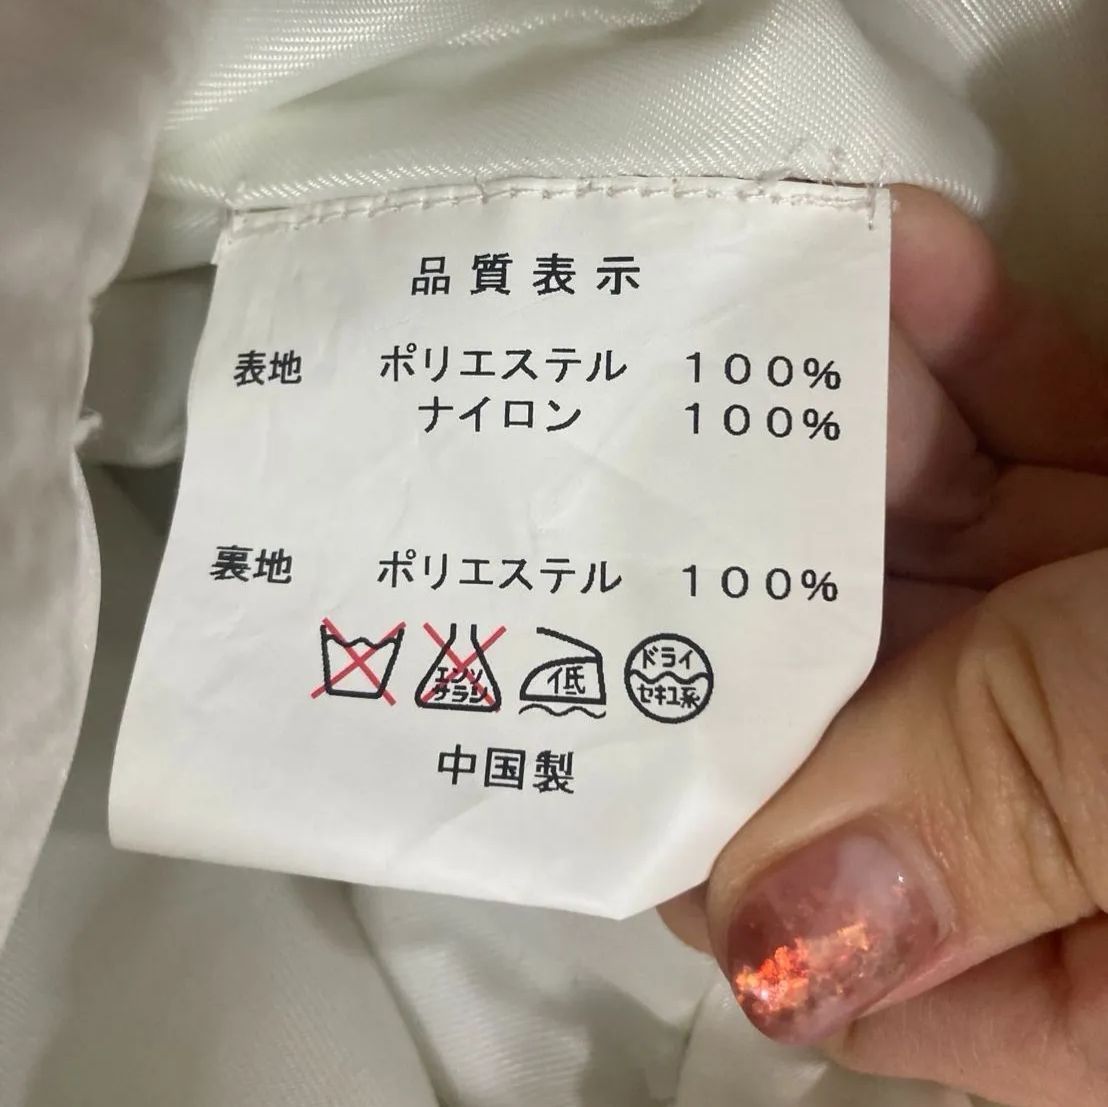 品質表示
表地 ポリエステル 100%
ナイロン 100%
裏地 ポリエステル 100%
エンソ
サラシ
低
ドライ
セキユ系
中国製